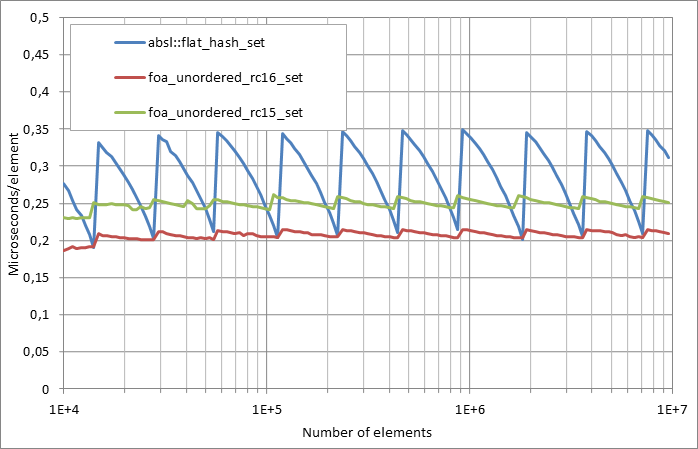 0,5
0,45
0,4
0,35
0,3
0,25
0,2
0,15
0,1
0,05
0
Microseconds/element
absl::flat_hash_set
foa_unordered_rc16_set
foa_unordered_rc15_set
1E+4 1E+5 1E+6 1E+7
Number of elements